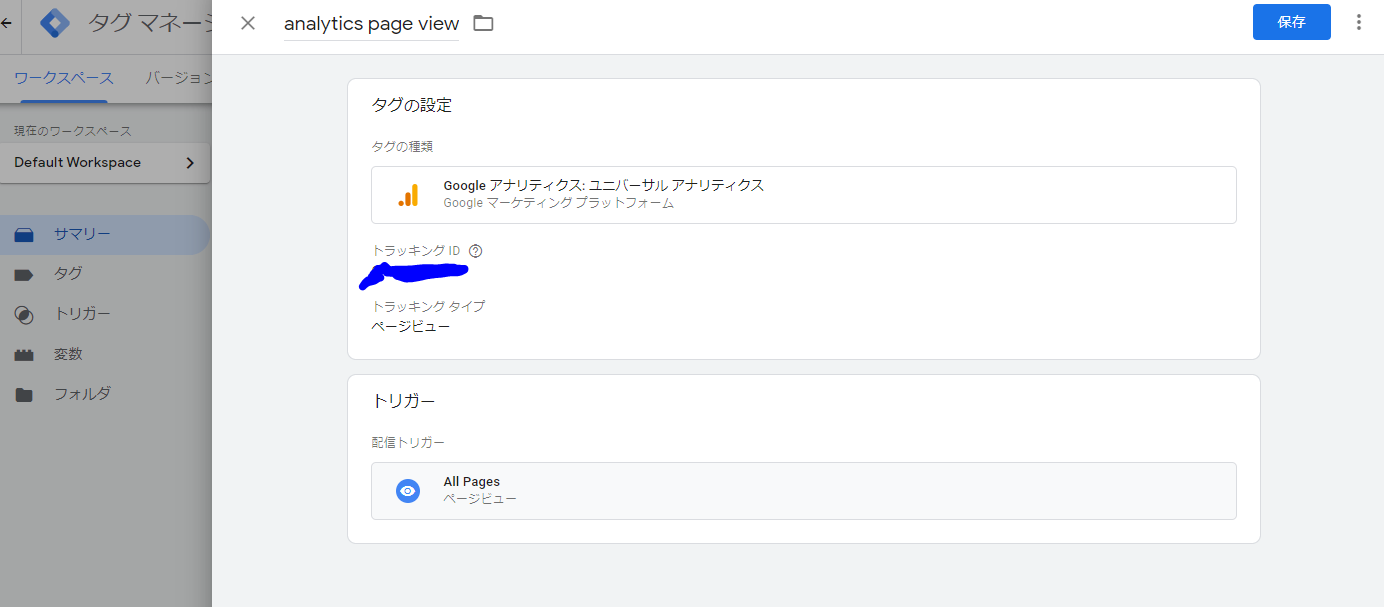 タグ マネージ
analytics page view
保存
ワークスペース
バージョン
現在のワークスペース
Default Workspace
サマリー
タグ
トリガー
変数
フォルダ
タグの設定
タグの種類
Google アナリティクス: ユニバーサル アナリティクス
Google マーケティング プラットフォーム
トラッキング ID
トラッキング タイプ
ページビュー
トリガー
配信トリガー
All Pages
ページビュー